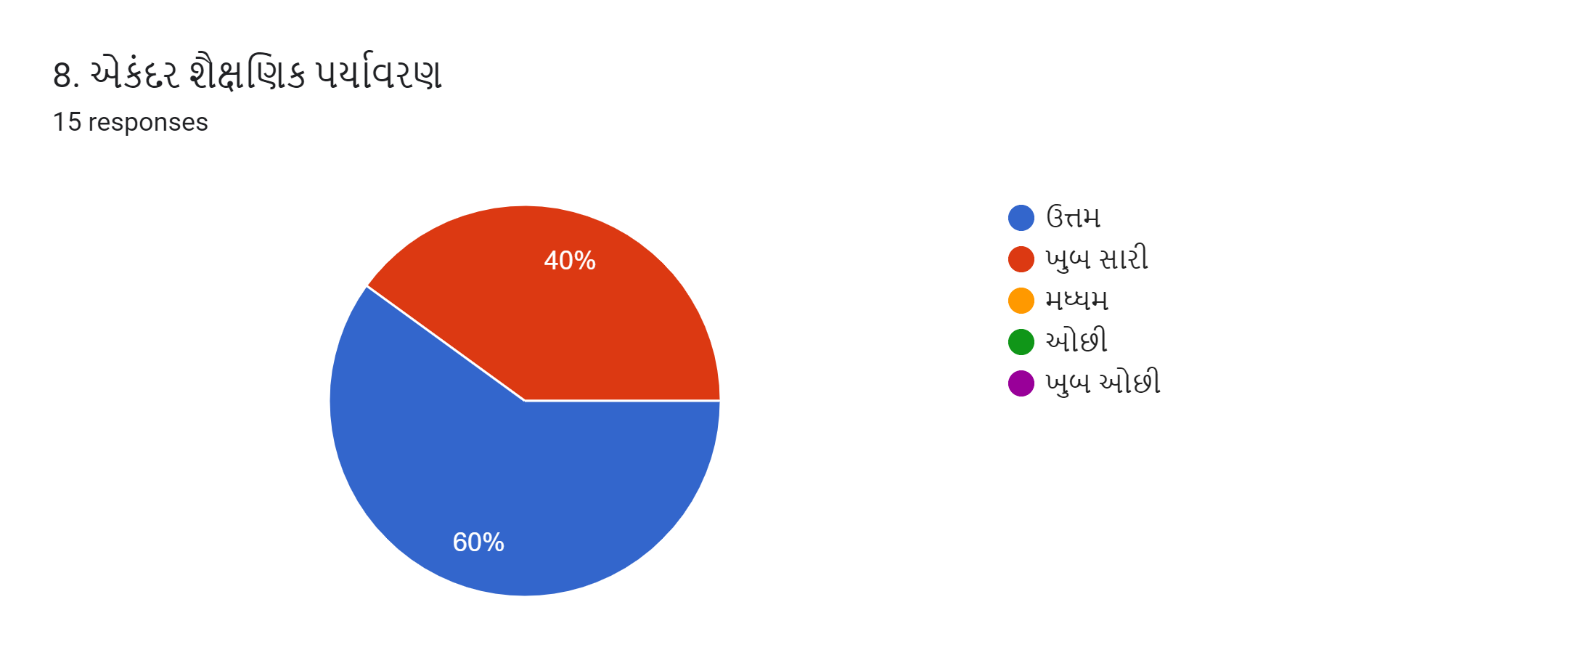 8. એકંદર શૈક્ષણિક પર્યાવરણ
15 responses
40%
60%
ઉત્તમ
ખુબ સારી
મધ્યમ
ઓછી
ખુબ ઓછી